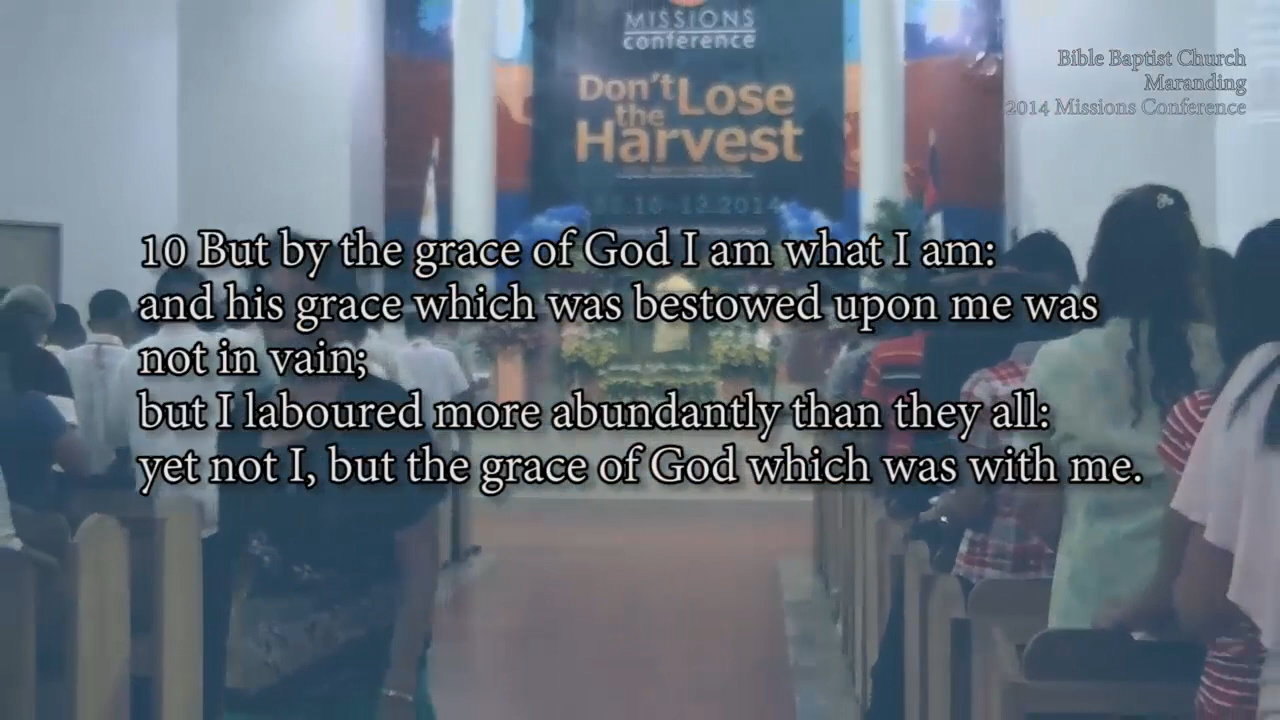 MISSIONS
conference
Don't Lose
the
Harvest
Bible Baptist Church
Maranding
2014 Missions Conference
10 But by the grace of God I am what I am:
and his grace which was bestowed upon me was
not in vain;
but I laboured more abundantly than they all:
yet not I, but the grace of God which was with me.